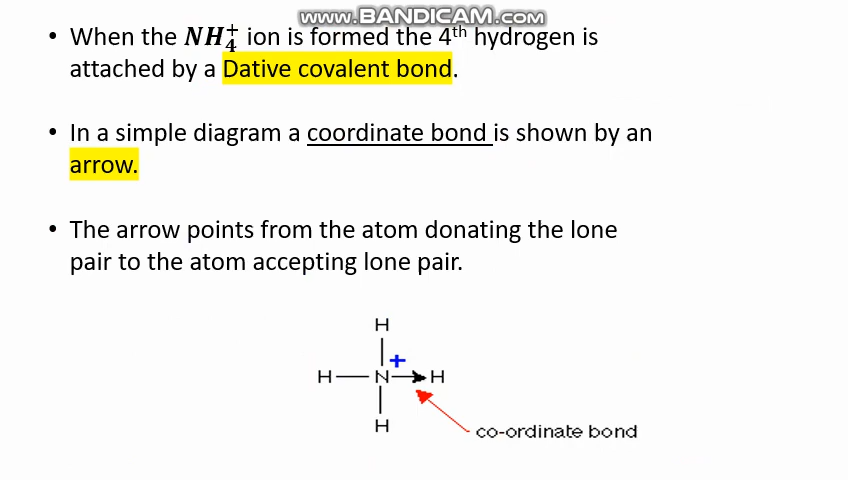 www.BANDICAM.com
• When the NH₄⁺ ion is formed the 4ᵗʰ hydrogen is
attached by a Dative covalent bond.
• In a simple diagram a coordinate bond is shown by an
arrow.
• The arrow points from the atom donating the lone
pair to the atom accepting lone pair.
H
+
H N H
H
co-ordinate bond